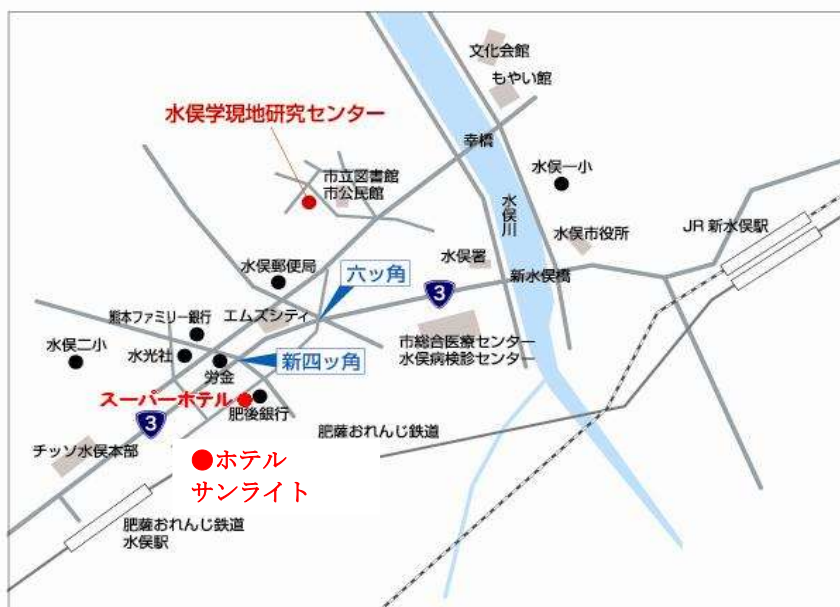 文化会館
もやい館
水俣学現地研究センター
幸橋
水俣一小
市立図書館
市公民館
水俣川
水俣市役所
JR 新水俣駅
水俣署
水俣郵便局
六ッ角
新水俣橋
3
熊本ファミリー銀行
エムズシティ
市総合医療センター
水俣病検診センター
水俣二小
水光社
労金
新四ッ角
スーパーホテル
肥後銀行
3
肥薩おれんじ鉄道
チッソ水俣本部
●ホテル
サンライト
肥薩おれんじ鉄道
水俣駅